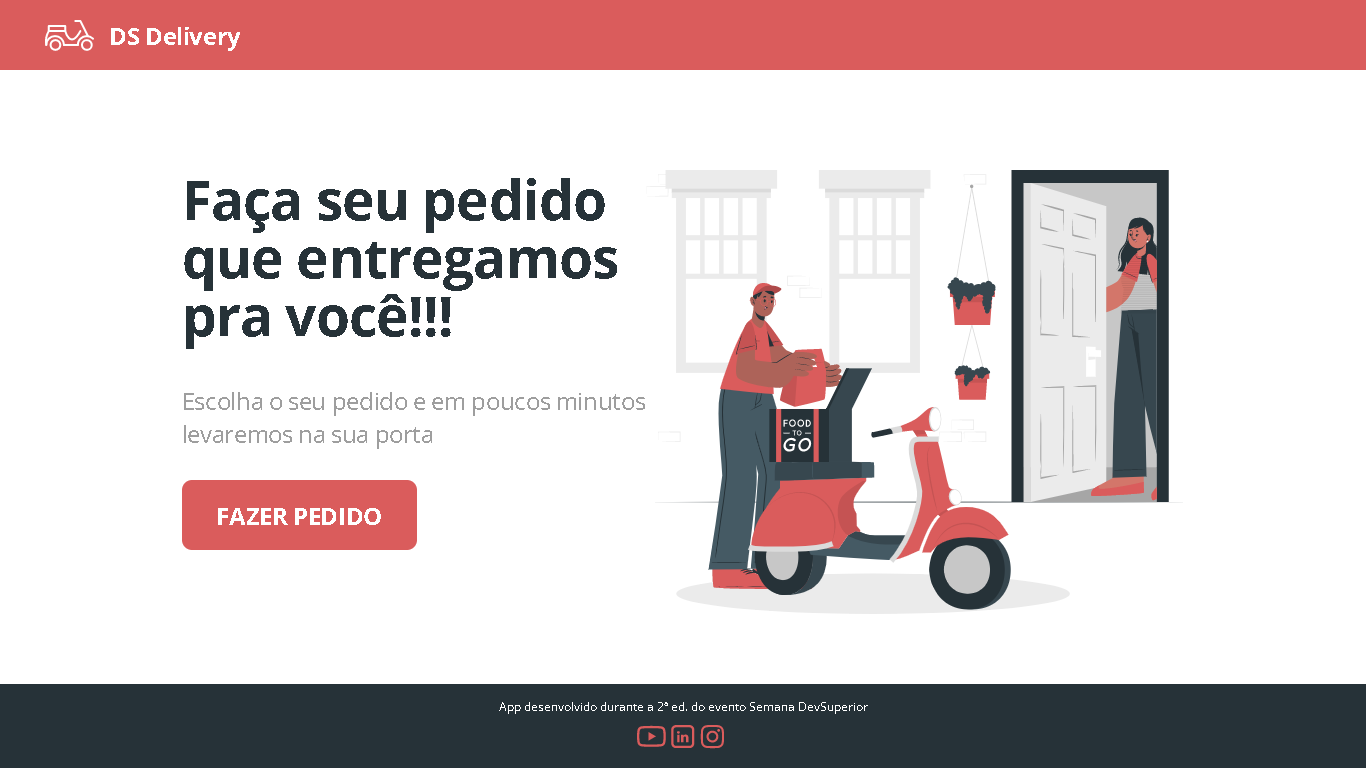 DS Delivery
Faça seu pedido
que entregamos
pra você!!!
Escolha o seu pedido e em poucos minutos
levaremos na sua porta
FAZER PEDIDO
FOOD
TO
GO
App desenvolvido durante a 2ª ed. do evento Semana DevSuperior
in